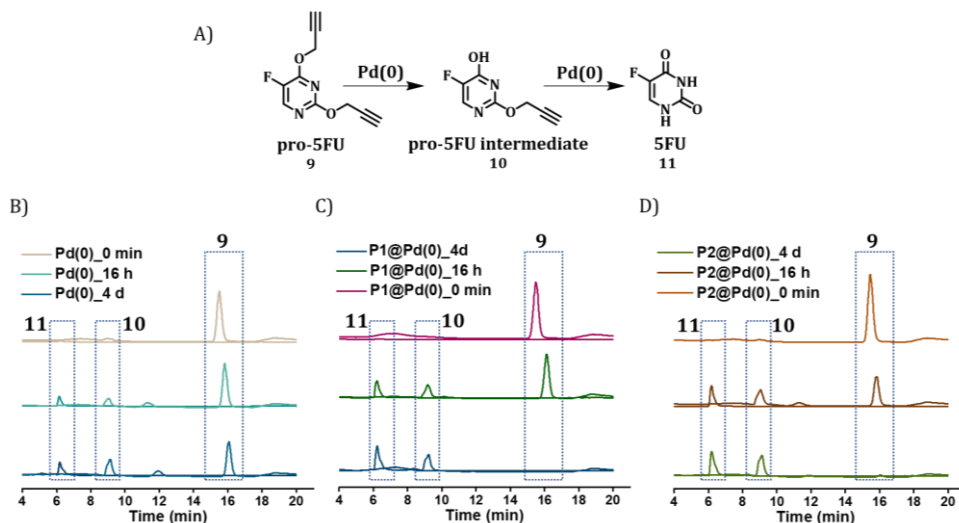 A)
O
F
N
N
O
pro-5FU
9
Pd(0)
OH
F
N
N
O
pro-5FU intermediate
10
Pd(0)
O
F
NH
N
H
O
5FU
11
B)
9
Pd(0)_0 min
Pd(0)_16 h
Pd(0)_4 d
11
10
4 6 8 10 12 14 16 18 20
Time (min)
C)
9
P1@Pd(0)_4d
P1@Pd(0)_16 h
P1@Pd(0)_0 min
11
10
4 6 8 10 12 14 16 18 20
Time (min)
D)
9
P2@Pd(0)_4 d
P2@Pd(0)_16 h
P2@Pd(0)_0 min
11
10
4 6 8 10 12 14 16 18 20
Time (min)